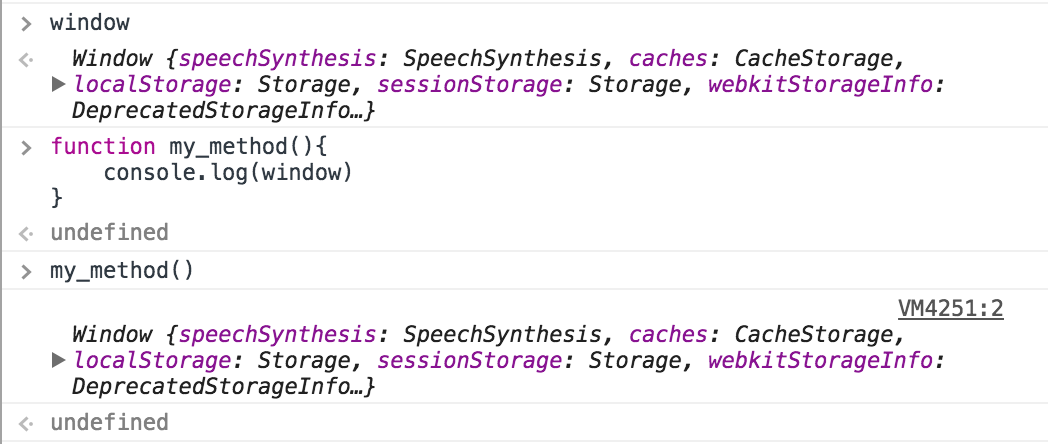 > window
Window {speechSynthesis: SpeechSynthesis, caches: CacheStorage,
localStorage: Storage, sessionStorage: Storage, webkitStorageInfo:
DeprecatedStorageInfo…}
> function my_method(){
console.log(window)
}
undefined
> my_method()
VM4251:2
Window {speechSynthesis: SpeechSynthesis, caches: CacheStorage,
localStorage: Storage, sessionStorage: Storage, webkitStorageInfo:
DeprecatedStorageInfo…}
undefined